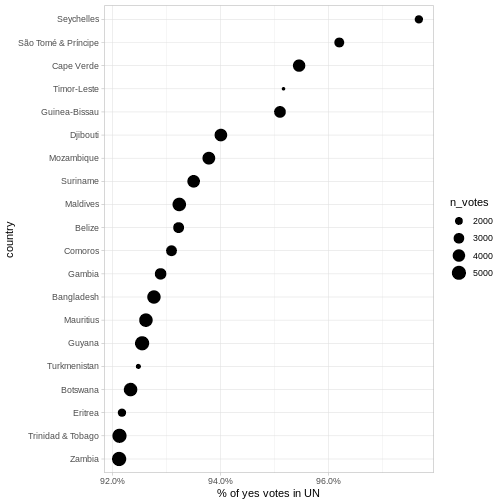 Seychelles
São Tomé & Príncipe
Cape Verde
Timor-Leste
Guinea-Bissau
Djibouti
Mozambique
Suriname
Maldives
Belize
Comoros
Gambia
Bangladesh
Mauritius
Guyana
Turkmenistan
Botswana
Eritrea
Trinidad & Tobago
Zambia
country
92.0% 94.0% 96.0%
% of yes votes in UN
n_votes
2000
3000
4000
5000